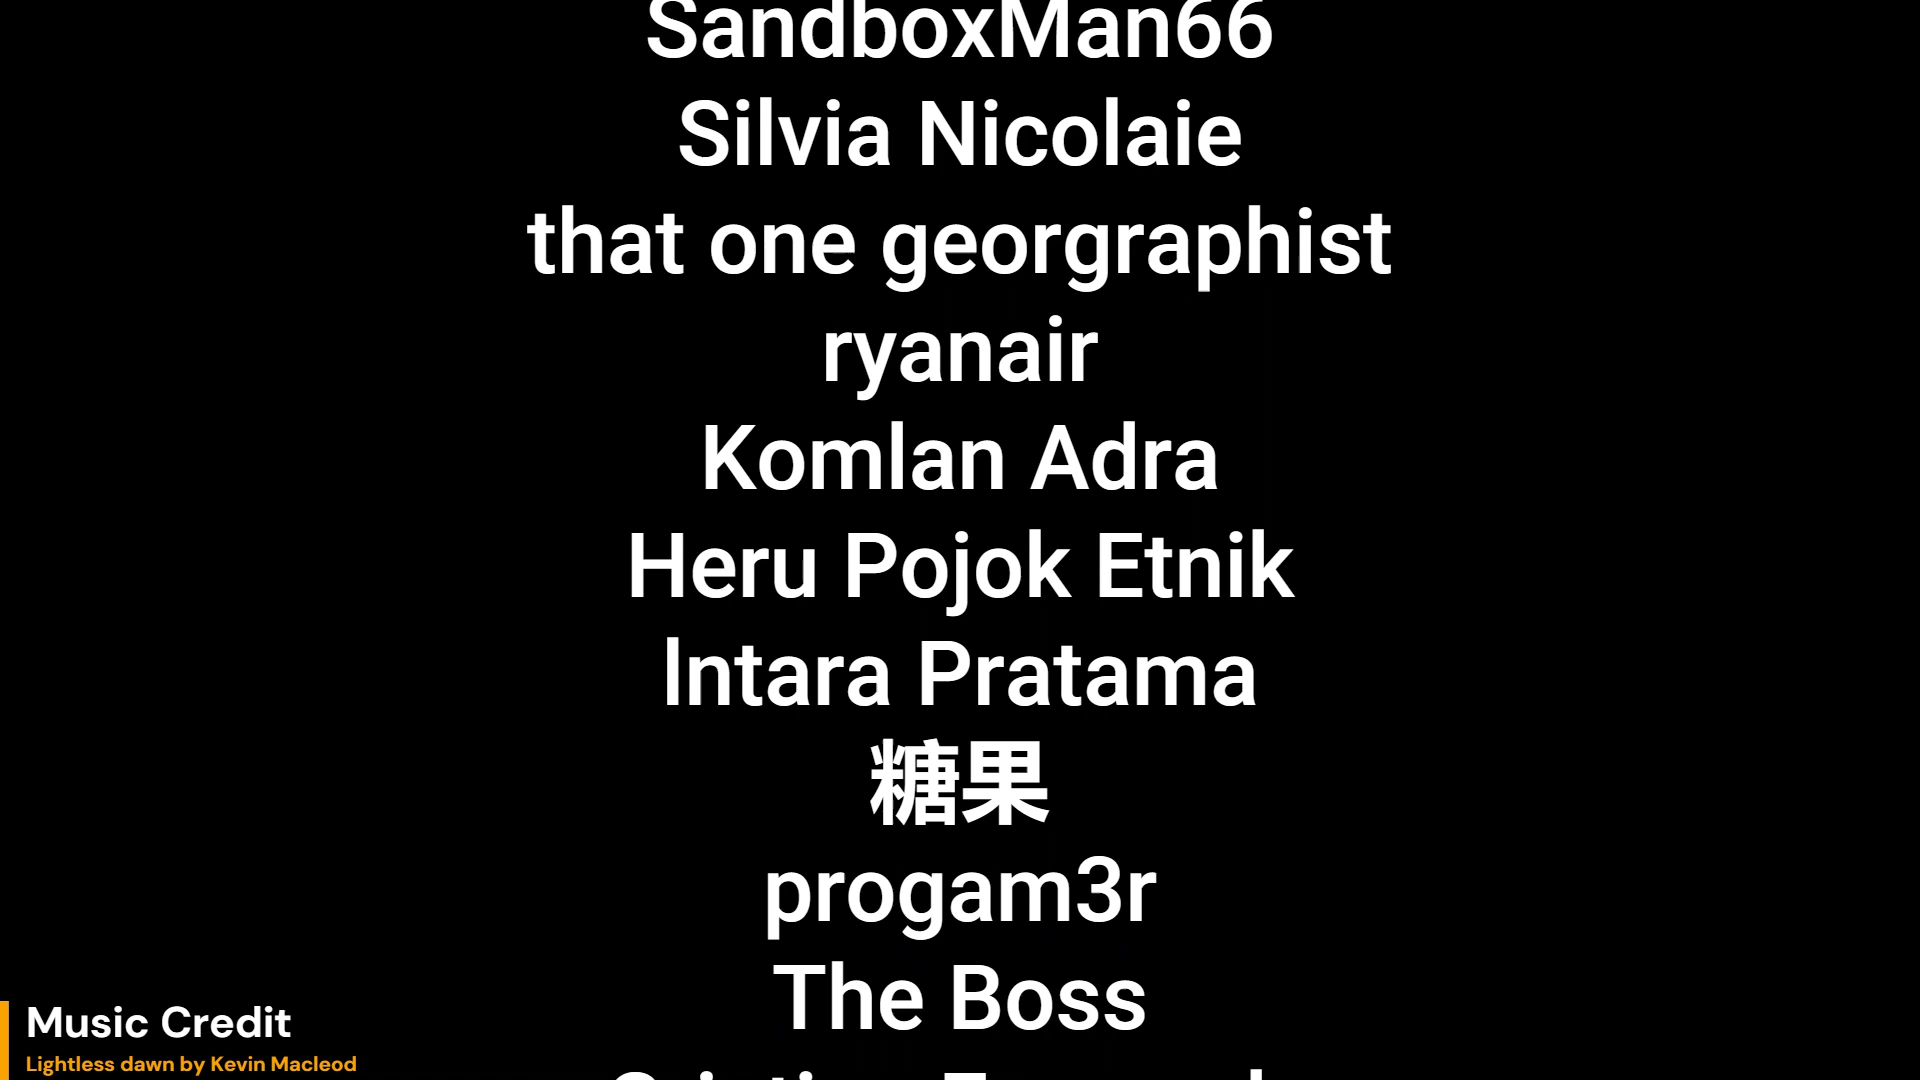 SandboxMan66
Silvia Nicolaie
that one georgraphist
ryanair
Komlan Adra
Heru Pojok Etnik
lntara Pratama
糖果
progam3r
The Boss
Music Credit
Lightless dawn by Kevin Macleod